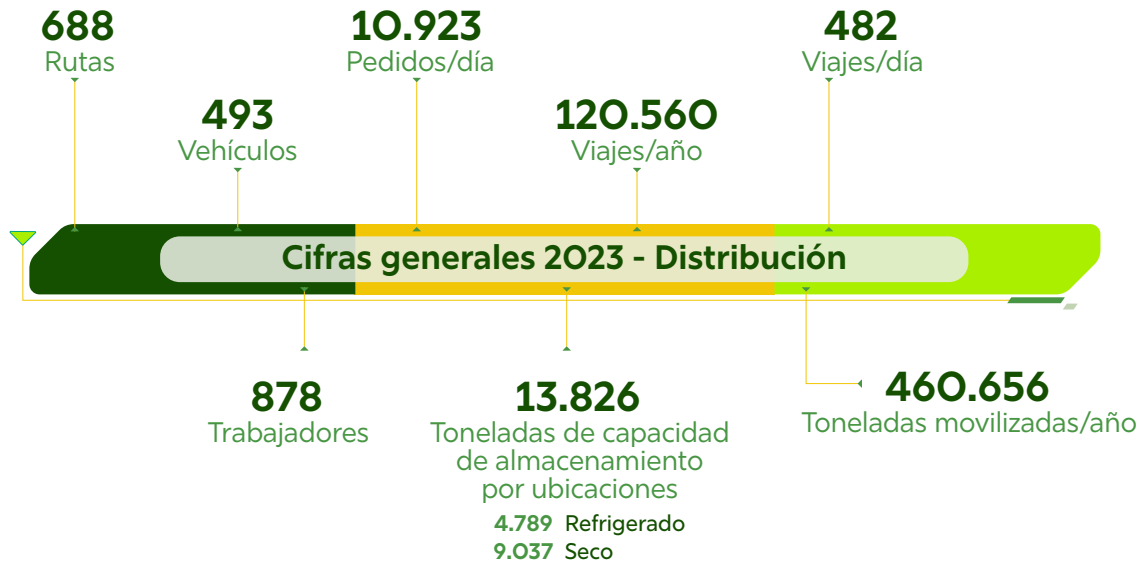 688
Rutas
10.923
Pedidos/día
482
Viajes/día
493
Vehículos
120.560
Viajes/año
Cifras generales 2023 - Distribución
878
Trabajadores
13.826
Toneladas de capacidad
de almacenamiento
por ubicaciones
4.789 Refrigerado
9.037 Seco
460.656
Toneladas movilizadas/año